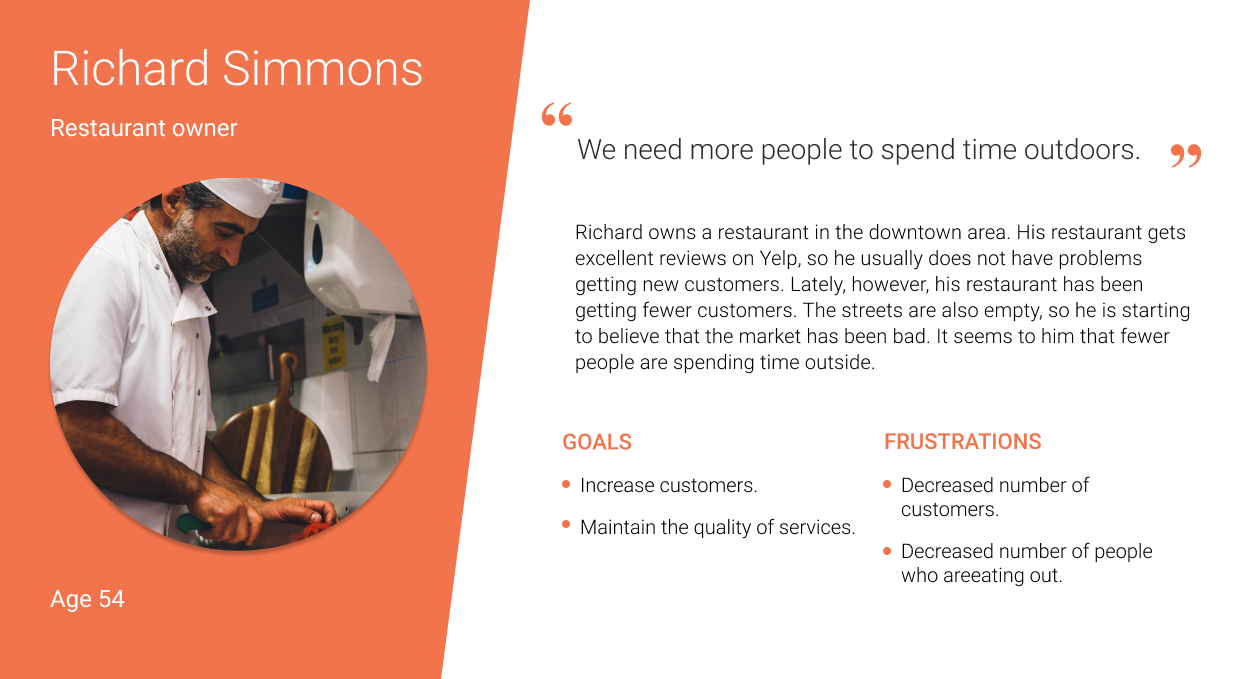 Richard Simmons
Restaurant owner
“ We need more people to spend time outdoors. ”
Richard owns a restaurant in the downtown area. His restaurant gets
excellent reviews on Yelp, so he usually does not have problems
getting new customers. Lately, however, his restaurant has been
getting fewer customers. The streets are also empty, so he is starting
to believe that the market has been bad. It seems to him that fewer
people are spending time outside.
GOALS
• Increase customers.
• Maintain the quality of services.
FRUSTRATIONS
• Decreased number of
customers.
• Decreased number of people
who areeating out.
Age 54
Warning
Very
hot
water